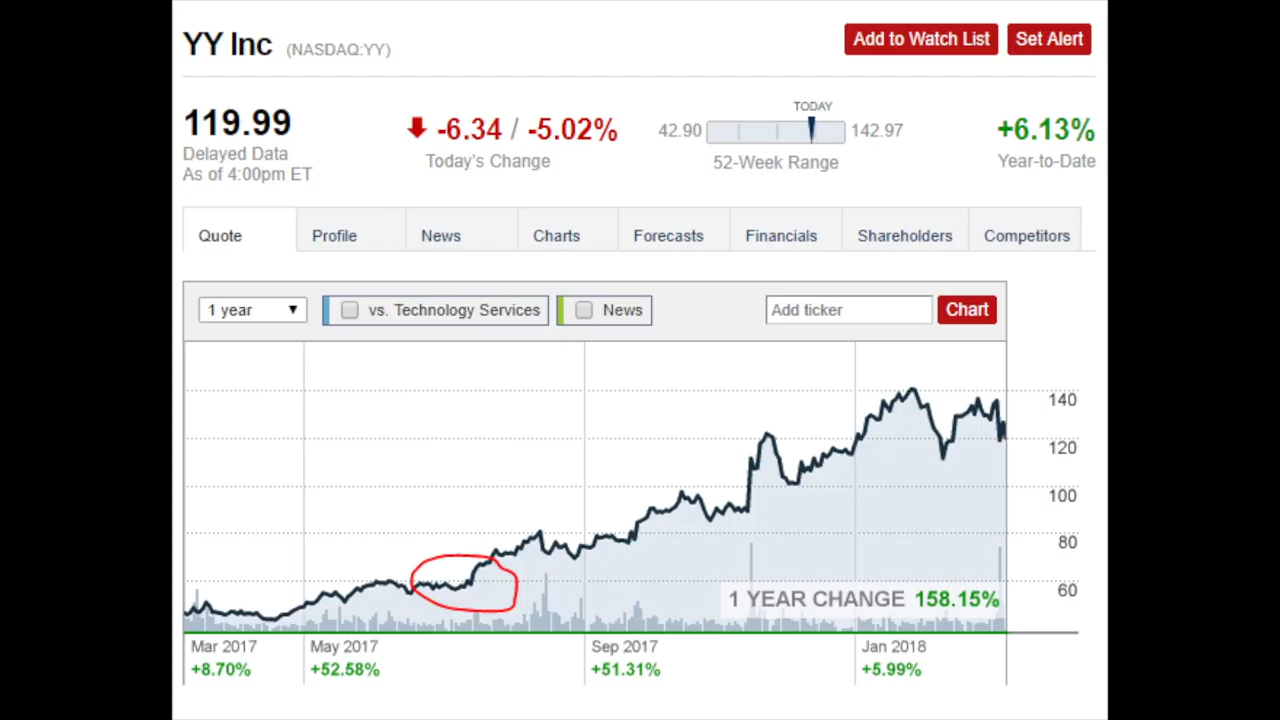 YY Inc (NASDAQ:YY)
Add to Watch List
Set Alert
119.99
Delayed Data
As of 4:00pm ET
-6.34 / -5.02%
Today's Change
TODAY
42.90
142.97
52-Week Range
+6.13%
Year-to-Date
Quote
Profile
News
Charts
Forecasts
Financials
Shareholders
Competitors
1 year ▼
vs. Technology Services
News
Add ticker
Chart
140
120
100
80
60
1 YEAR CHANGE 158.15%
Mar 2017
May 2017
Sep 2017
Jan 2018
+8.70%
+52.58%
+51.31%
+5.99%